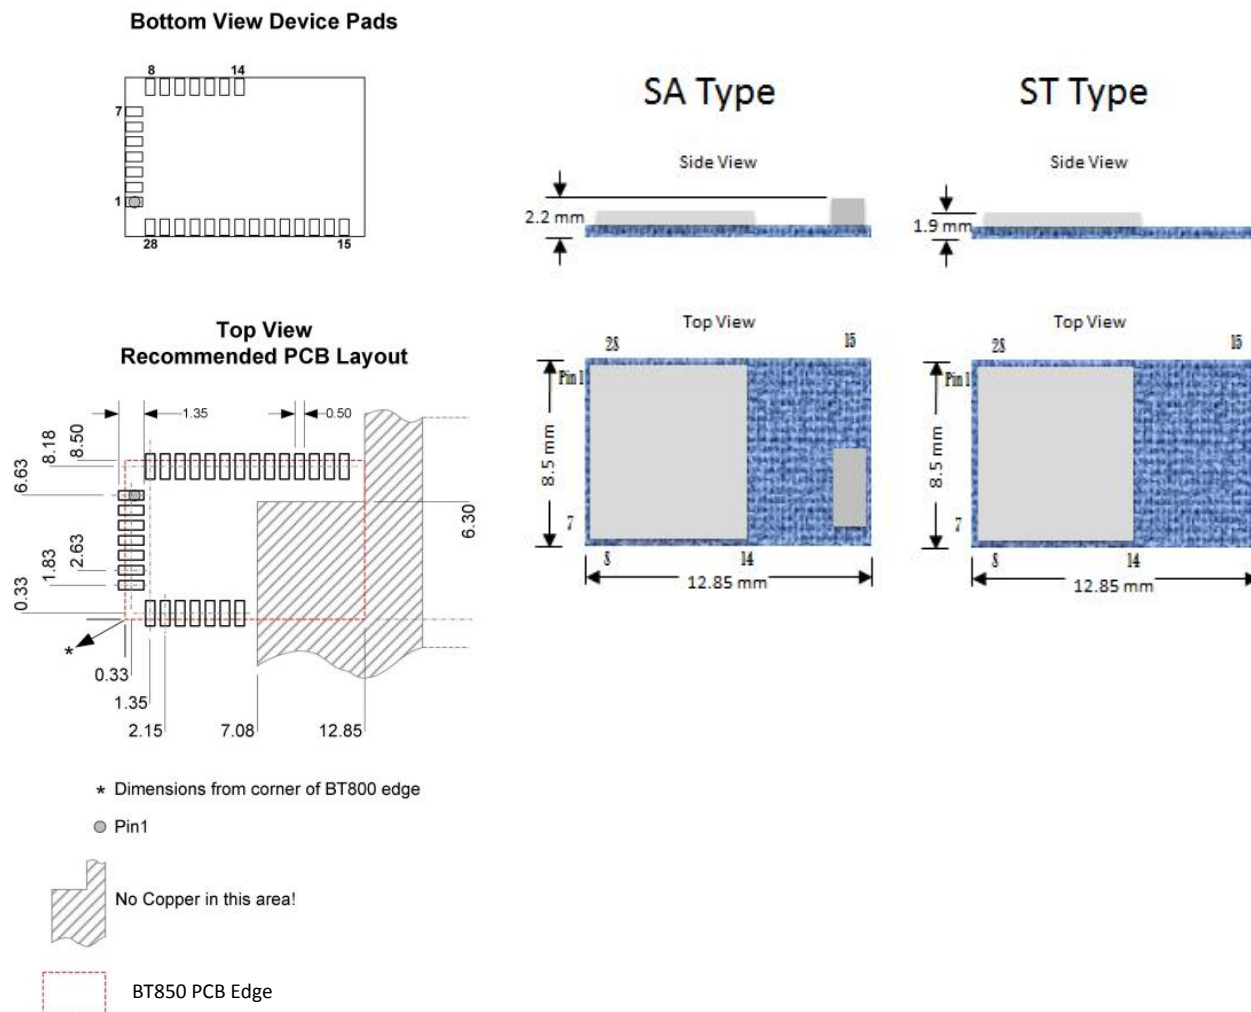 Bottom View Device Pads
8
14
7
1
28
15
SA Type
Side View
2.2 mm
Top View
28
15
Pin1
8.5 mm
7
8
14
12.85 mm
ST Type
Side View
1.9 mm
Top View
28
15
Pin1
8.5 mm
7
8
14
12.85 mm
Top View
Recommended PCB Layout
1.35
0.50
8.50
8.18
6.63
6.30
2.63
1.83
0.33
*
0.33
1.35
2.15
7.08
12.85
* Dimensions from corner of BT800 edge
Pin1
No Copper in this area!
BT850 PCB Edge